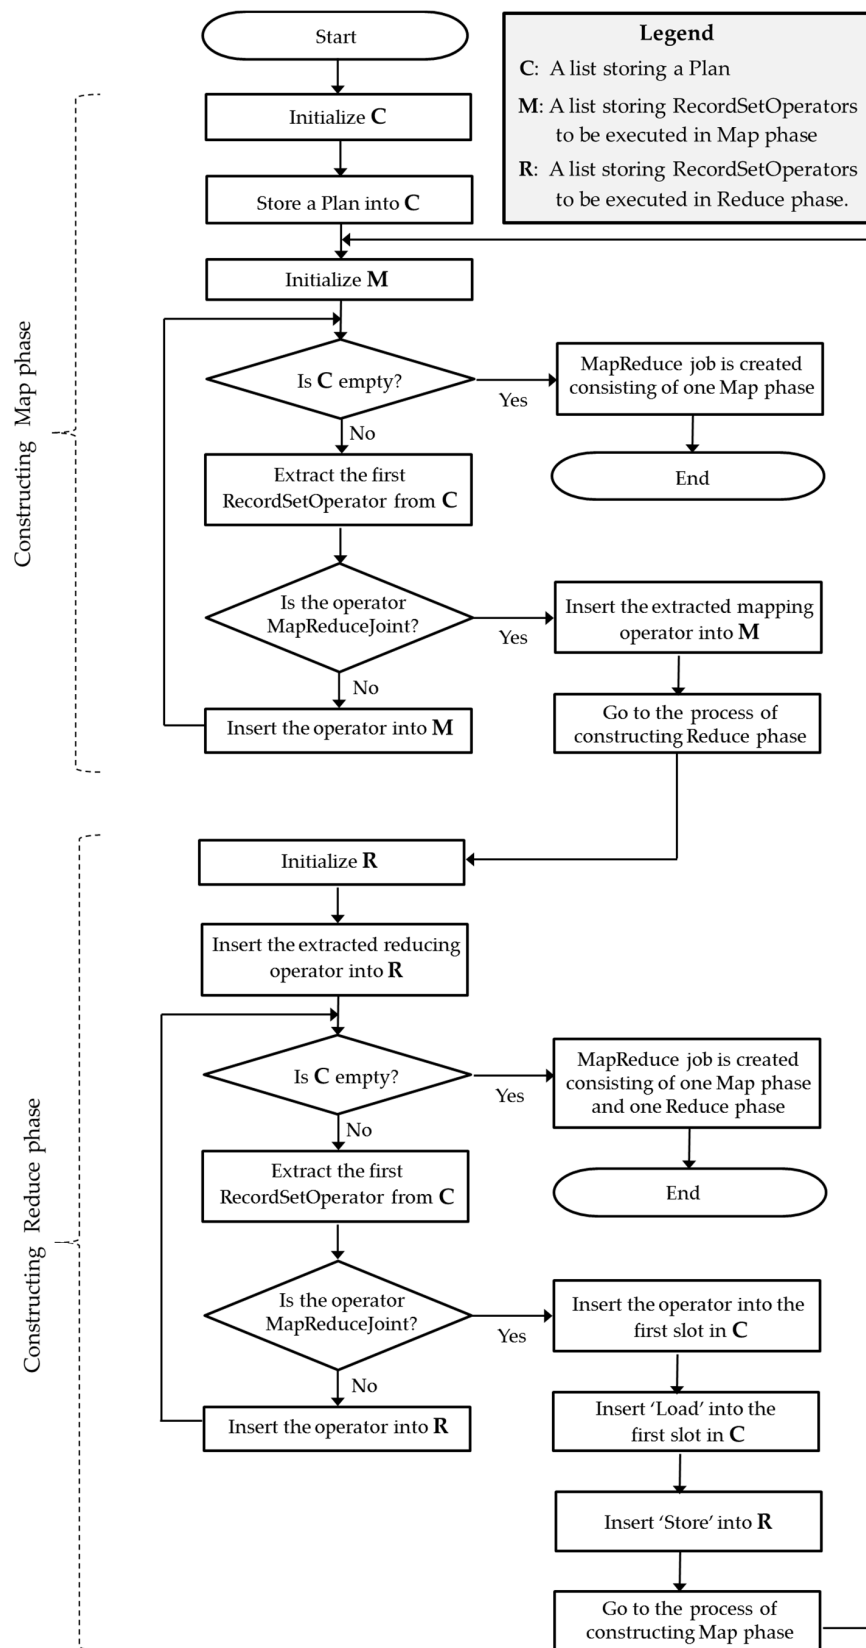 Start
Legend
C: A list storing a Plan
M: A list storing RecordSetOperators
to be executed in Map phase
R: A list storing RecordSetOperators
to be executed in Reduce phase.
Constructing Map phase
Initialize C
Store a Plan into C
Initialize M
Is C empty?
Yes
MapReduce job is created
consisting of one Map phase
End
No
Extract the first
RecordSetOperator from C
Is the operator
MapReduceJoint?
Yes
Insert the extracted mapping
operator into M
No
Insert the operator into M
Go to the process of
constructing Reduce phase
Constructing Reduce phase
Initialize R
Insert the extracted reducing
operator into R
Is C empty?
Yes
MapReduce job is created
consisting of one Map phase
and one Reduce phase
End
No
Extract the first
RecordSetOperator from C
Is the operator
MapReduceJoint?
Yes
Insert the operator into the
first slot in C
No
Insert the operator into R
Insert ‘Load’ into the
first slot in C
Insert ‘Store’ into R
Go to the process of
constructing Map phase